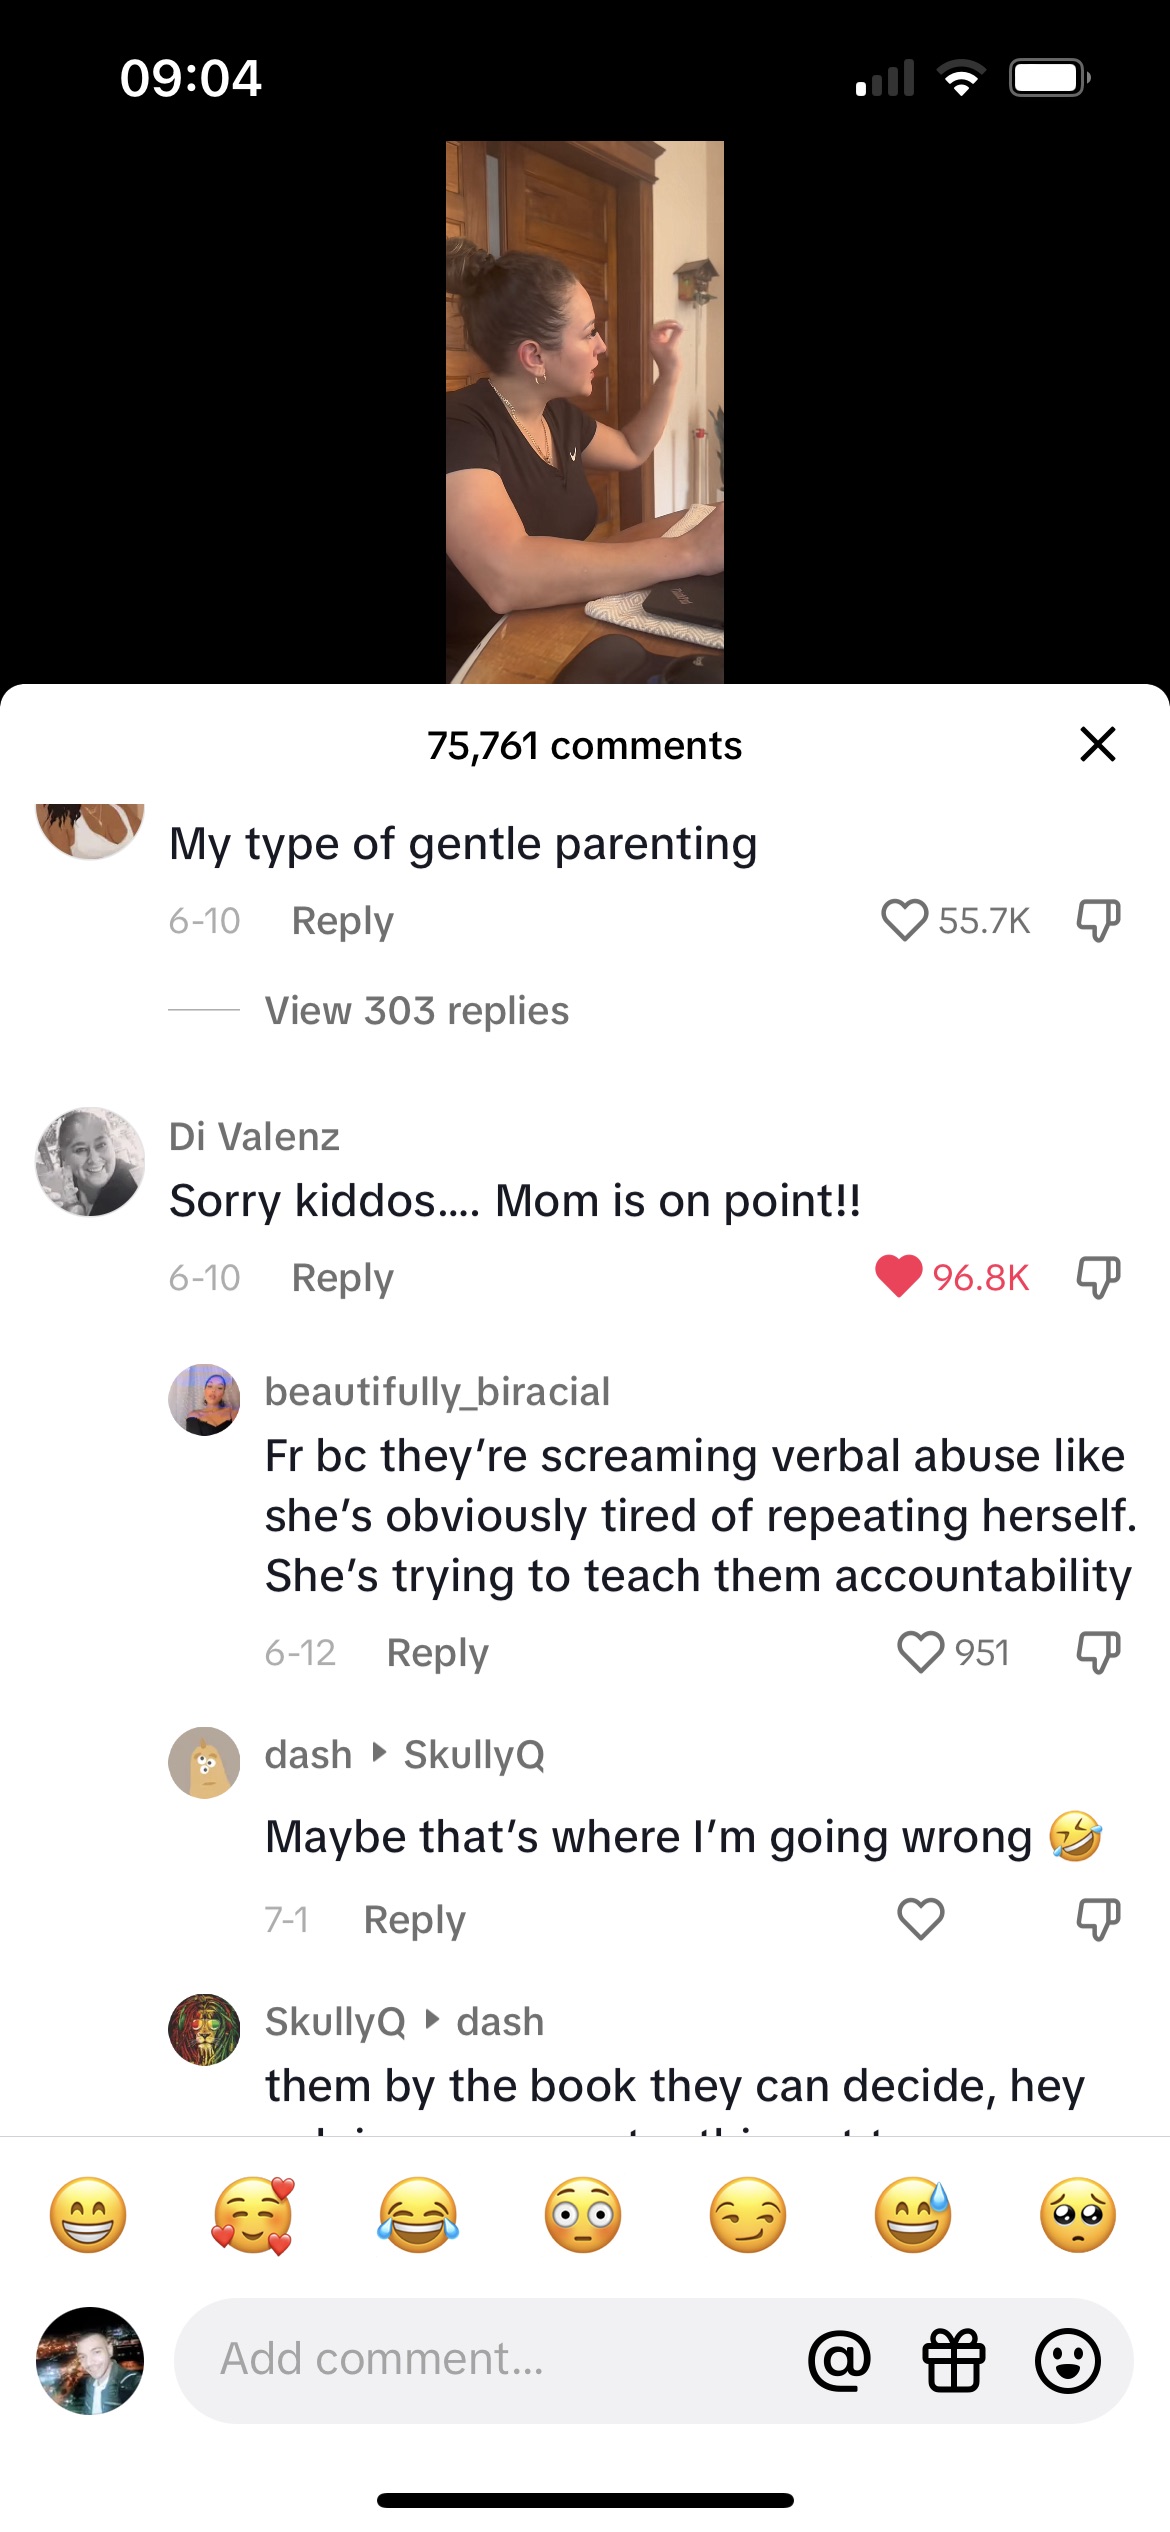 09:04
75,761 comments
My type of gentle parenting
6-10 Reply 55.7K
View 303 replies
Di Valenz
Sorry kiddos.... Mom is on point!!
6-10 Reply 96.8K
beautifully_biracial
Fr bc they’re screaming verbal abuse like
she’s obviously tired of repeating herself.
She’s trying to teach them accountability
6-12 Reply 951
dash SkullyQ
Maybe that’s where I’m going wrong 🤣
7-1 Reply
SkullyQ dash
them by the book they can decide, hey
Add comment...